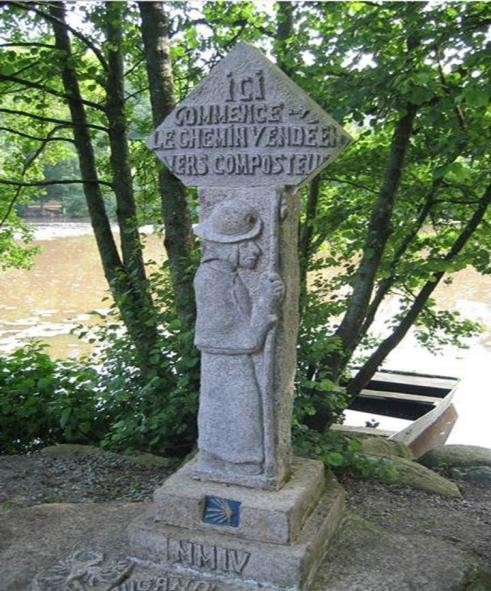 ici
COMMENCE
LE CHEMIN VENDEEN
VERS COMPOSTELLE
MMIV